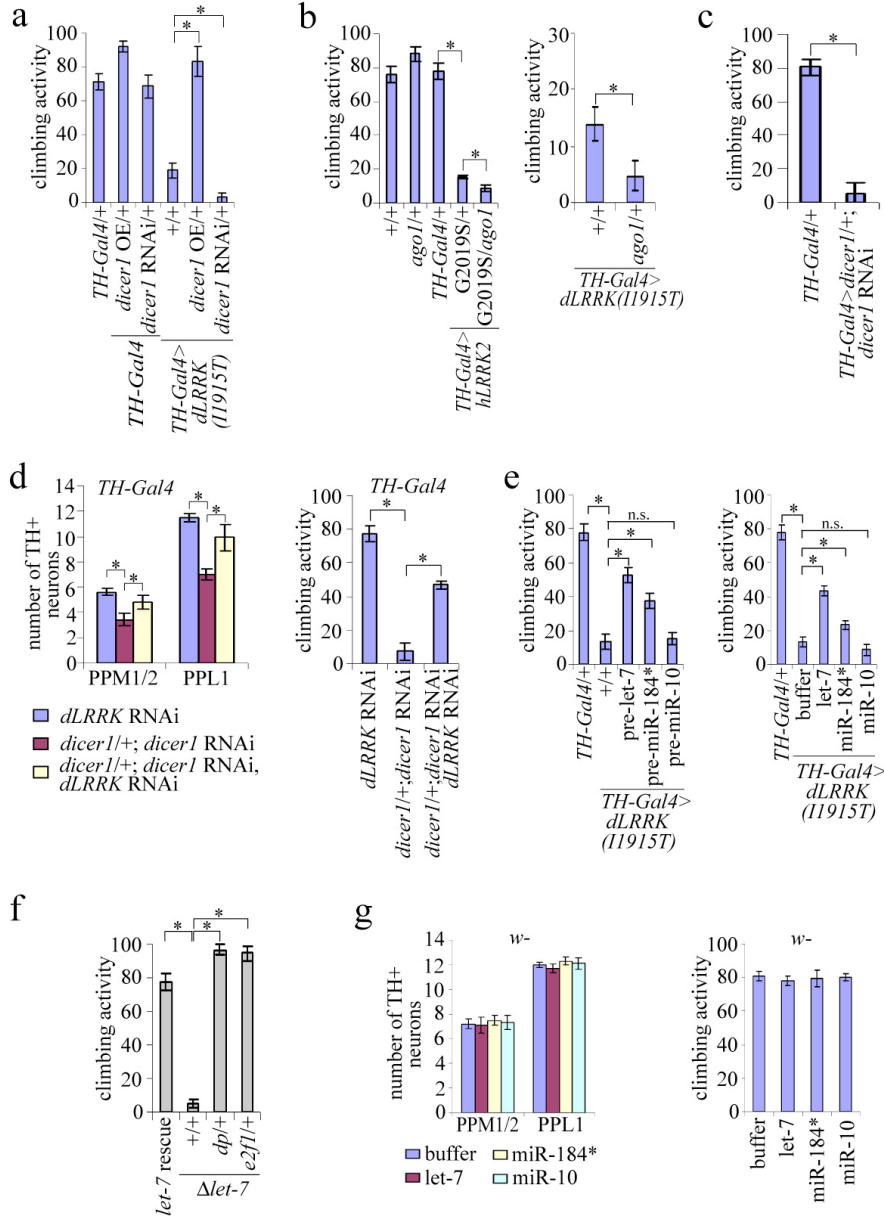 a
climbing activity
100
80
60
40
20
0
*
*
TH-Gal4/+
dicer1 OE/+
dicer1 RNAi/+
+/+
dicer1 OE/+
dicer1 RNAi/+
TH-Gal4
TH-Gal4>
dLRRK
(I1915T)
b
climbing activity
100
80
60
40
20
0
*
*
+/+
ago1/+
TH-Gal4/+
G2019S/+
G2019S/ago1
TH-Gal4>
hLRRK2
climbing activity
30
20
10
0
*
+/+
ago1/+
TH-Gal4>
dLRRK(I1915T)
c
climbing activity
100
80
60
40
20
0
*
TH-Gal4/+
TH-Gal4>dicer1/+;
dicer1 RNAi
d
TH-Gal4
number of TH+
neurons
14
12
10
8
6
4
2
0
*
*
*
*
PPM1/2
PPL1
dLRRK RNAi
dicer1/+; dicer1 RNAi
dicer1/+; dicer1 RNAi,
dLRRK RNAi
TH-Gal4
climbing activity
100
80
60
40
20
0
*
*
dLRRK RNAi
dicer1/+;dicer1 RNAi
dicer1/+;dicer1 RNAi
dLRRK RNAi
e
climbing activity
100
80
60
40
20
0
n.s.
*
*
*
TH-Gal4/+
+/+
pre-let-7
pre-miR-184*
pre-miR-10
TH-Gal4>
dLRRK
(I1915T)
climbing activity
100
80
60
40
20
0
n.s.
*
*
*
TH-Gal4/+
buffer
let-7
miR-184*
miR-10
TH-Gal4>
dLRRK
(I1915T)
f
climbing activity
100
80
60
40
20
0
*
*
*
let-7 rescue
+/+
dp/+
e2f1/+
Δlet-7
g
w-
number of TH+
neurons
14
12
10
8
6
4
2
0
PPM1/2
PPL1
buffer
let-7
miR-184*
miR-10
w-
climbing activity
100
80
60
40
20
0
buffer
let-7
miR-184*
miR-10